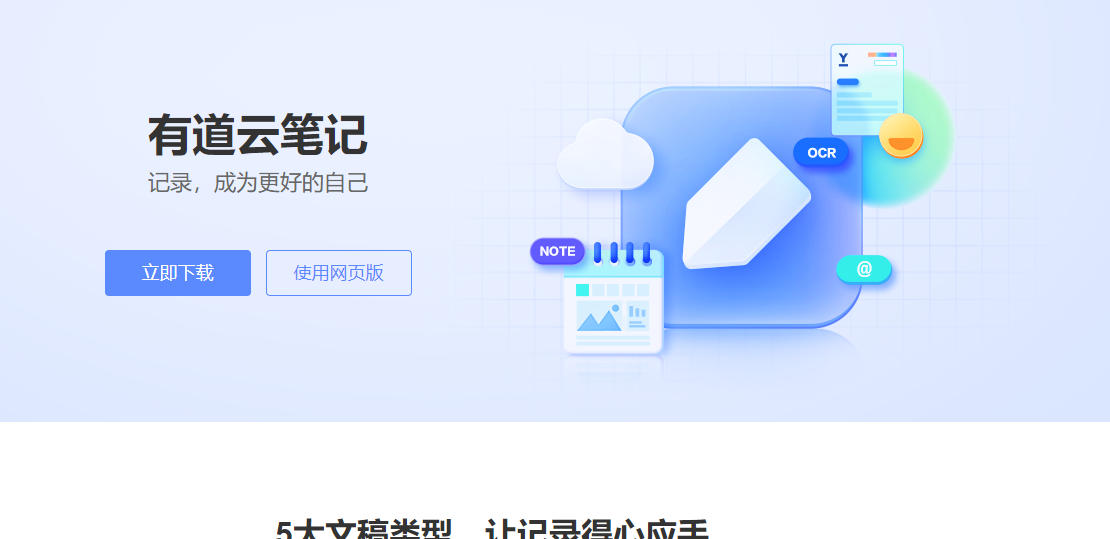 有道云笔记
记录，成为更好的自己
立即下载
使用网页版
Y
OCR
NOTE
@
5大文稿类型，让记录得心应手